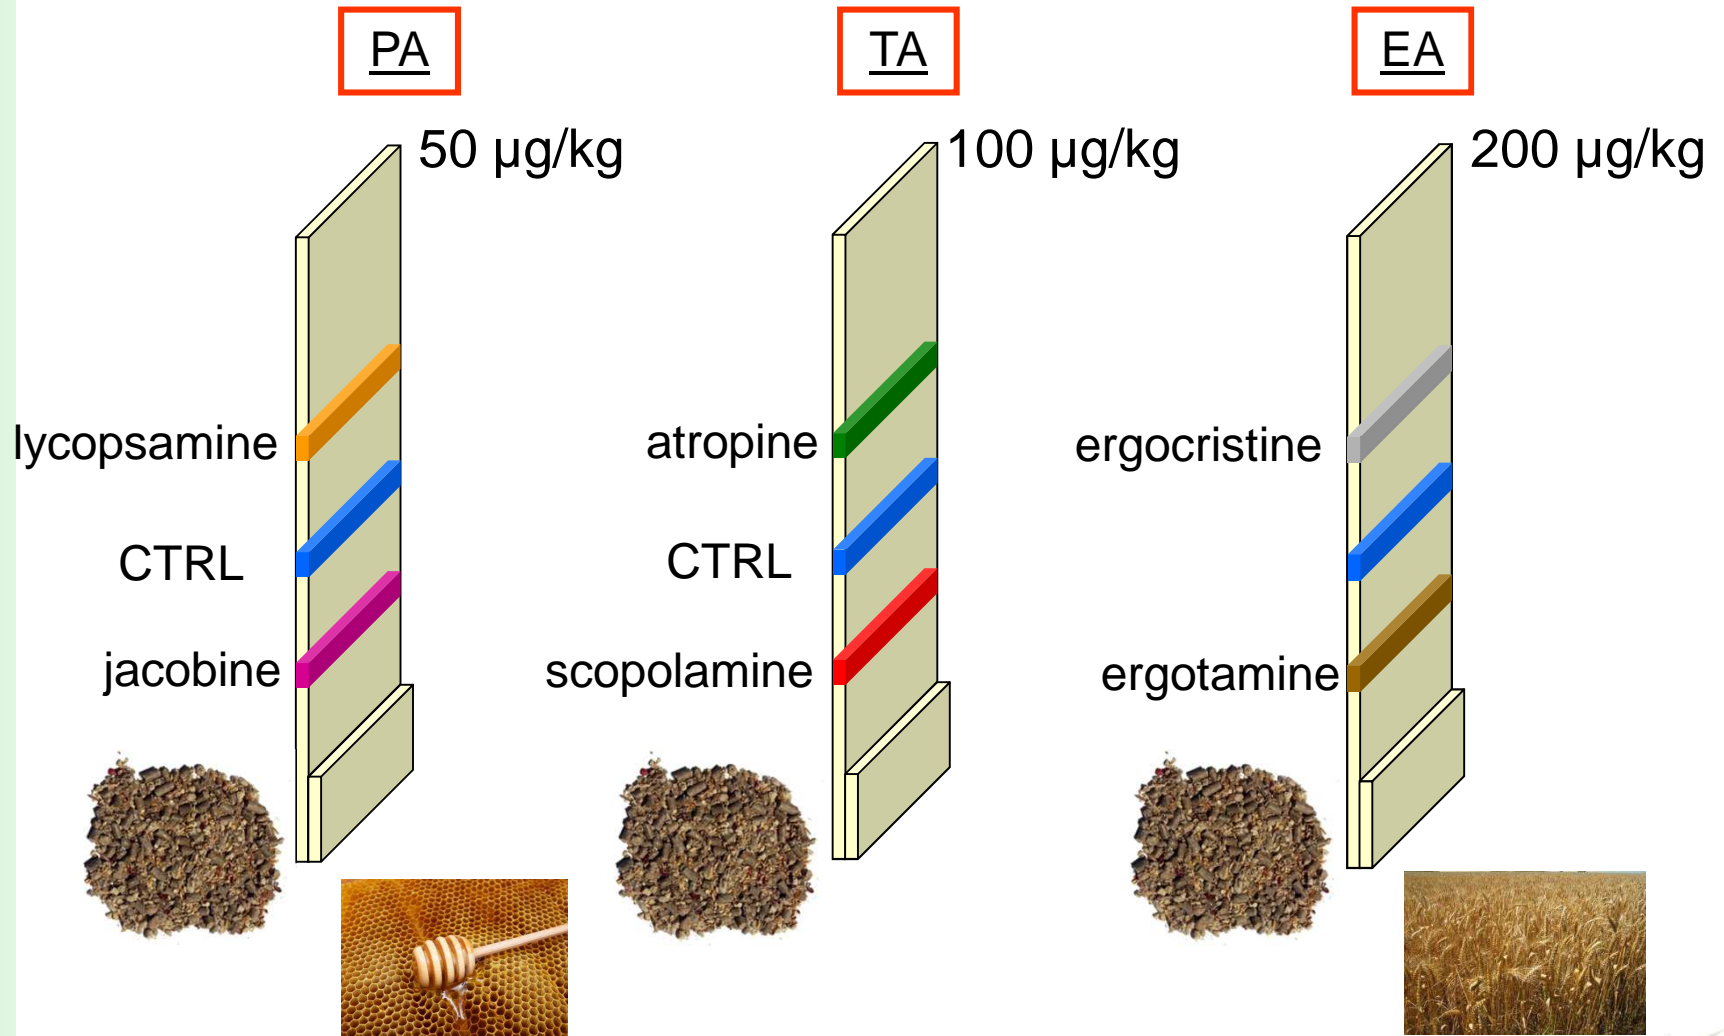 PA
TA
EA
50 µg/kg
100 µg/kg
200 µg/kg
lycopsamine
atropine
ergocristine
CTRL
CTRL
jacobine
scopolamine
ergotamine